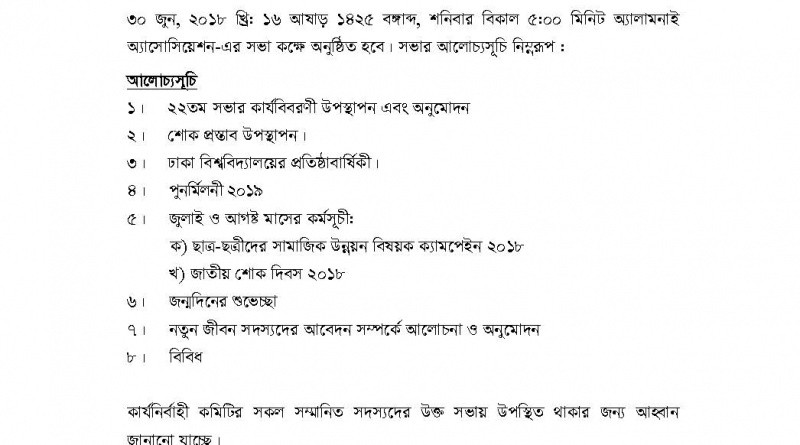 ৩০ জুন, ২০১৮ খ্রি: ১৬ আষাঢ় ১৪২৫ বঙ্গাব্দ, শনিবার বিকাল ৫:০০ মিনিট অ্যালামনাই
অ্যাসোসিয়েশন-এর সভা কক্ষে অনুষ্ঠিত হবে। সভার আলোচ্যসূচি নিম্নরূপ :
আলোচ্যসূচি
১। ২২তম সভার কার্যবিবরণী উপস্থাপন এবং অনুমোদন
২। শোক প্রস্তাব উপস্থাপন।
৩। ঢাকা বিশ্ববিদ্যালয়ের প্রতিষ্ঠাবার্ষিকী।
৪। পুনর্মিলনী ২০১৯
৫। জুলাই ও আগষ্ট মাসের কর্মসূচী:
ক) ছাত্র-ছত্রীদের সামাজিক উন্নয়ন বিষয়ক ক্যামপেইন ২০১৮
খ) জাতীয় শোক দিবস ২০১৮
৬। জন্মদিনের শুভেচ্ছা
৭। নতুন জীবন সদস্যদের আবেদন সম্পর্কে আলোচনা ও অনুমোদন
৮। বিবিধ
কার্যনির্বাহী কমিটির সকল সম্মানিত সদস্যদের উক্ত সভায় উপস্থিত থাকার জন্য আহ্বান
জানানো যাচ্ছে।